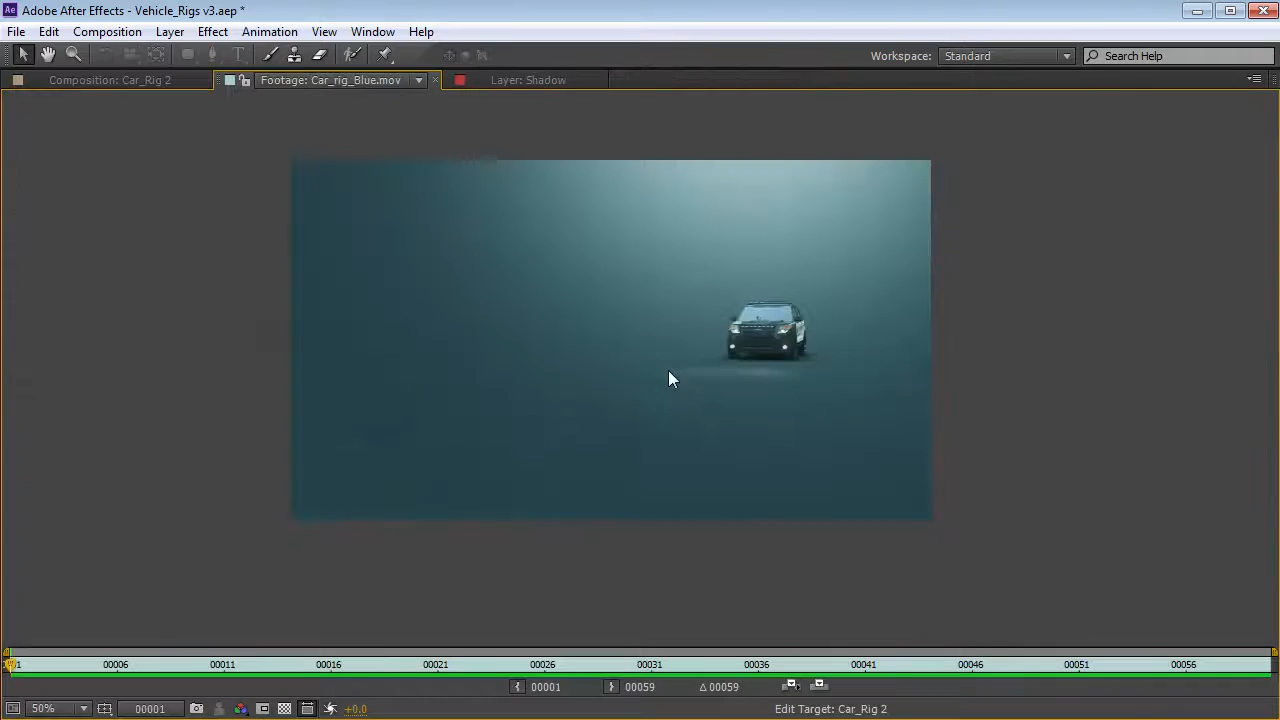 Ae Adobe After Effects - Vehicle_Rigs v3.aep *
File Edit Composition Layer Effect Animation View Window Help
Workspace: Standard Search Help
Composition: Car_Rig 2 Footage: Car_rig_Blue.mov Layer: Shadow
00006 00011 00016 00021 00026 00031 00036 00041 00046 00051 00056
00001 00059 Δ 00059
50% 00001 +0.0 Edit Target: Car_Rig 2